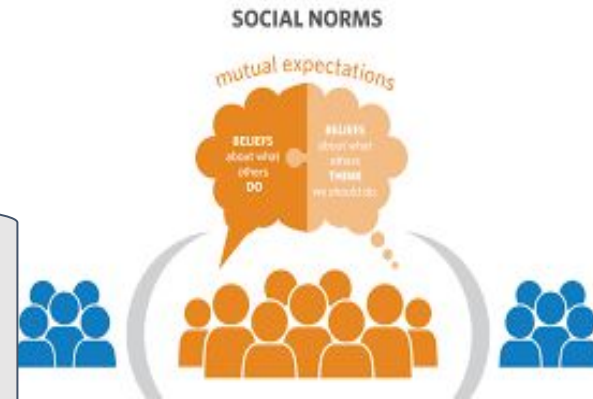 SOCIAL NORMS
mutual expectations
BELIEFS
about what
others
DO
BELIEFS
about what
others
THINK
we should do